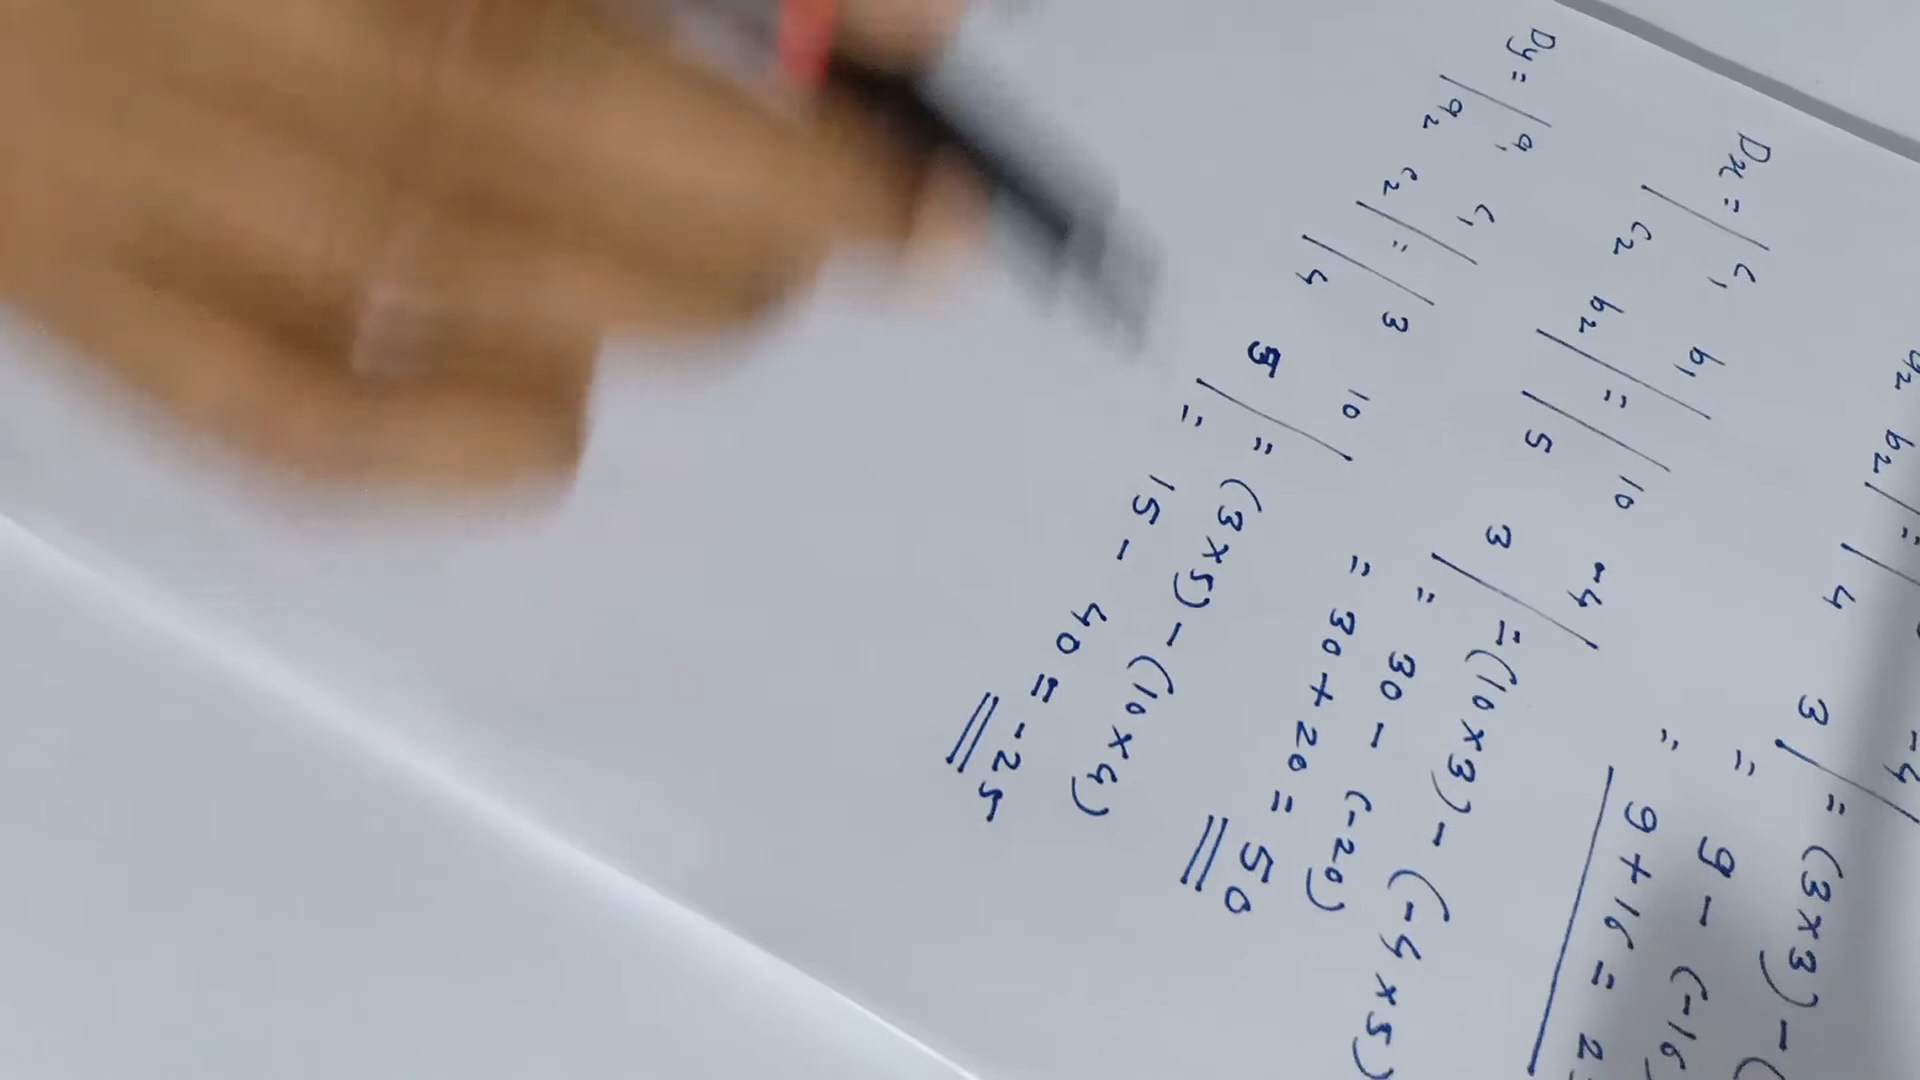 a₂ b₂| = | 4 3 | = (3×3) - (
-4
= 9 - (-16)
= 9+16 = 2
Dx = | c₁ b₁
c₂ b₂ | = | 10 -4
5 3 | = (10×3) - (-4×5)
= 30 - (-20)
= 30 + 20 = 50
Dy = | a₁ c₁
a₂ c₂ | = | 3 10
4 5 | = (3×5) - (10×4)
= 15 - 40 = -25